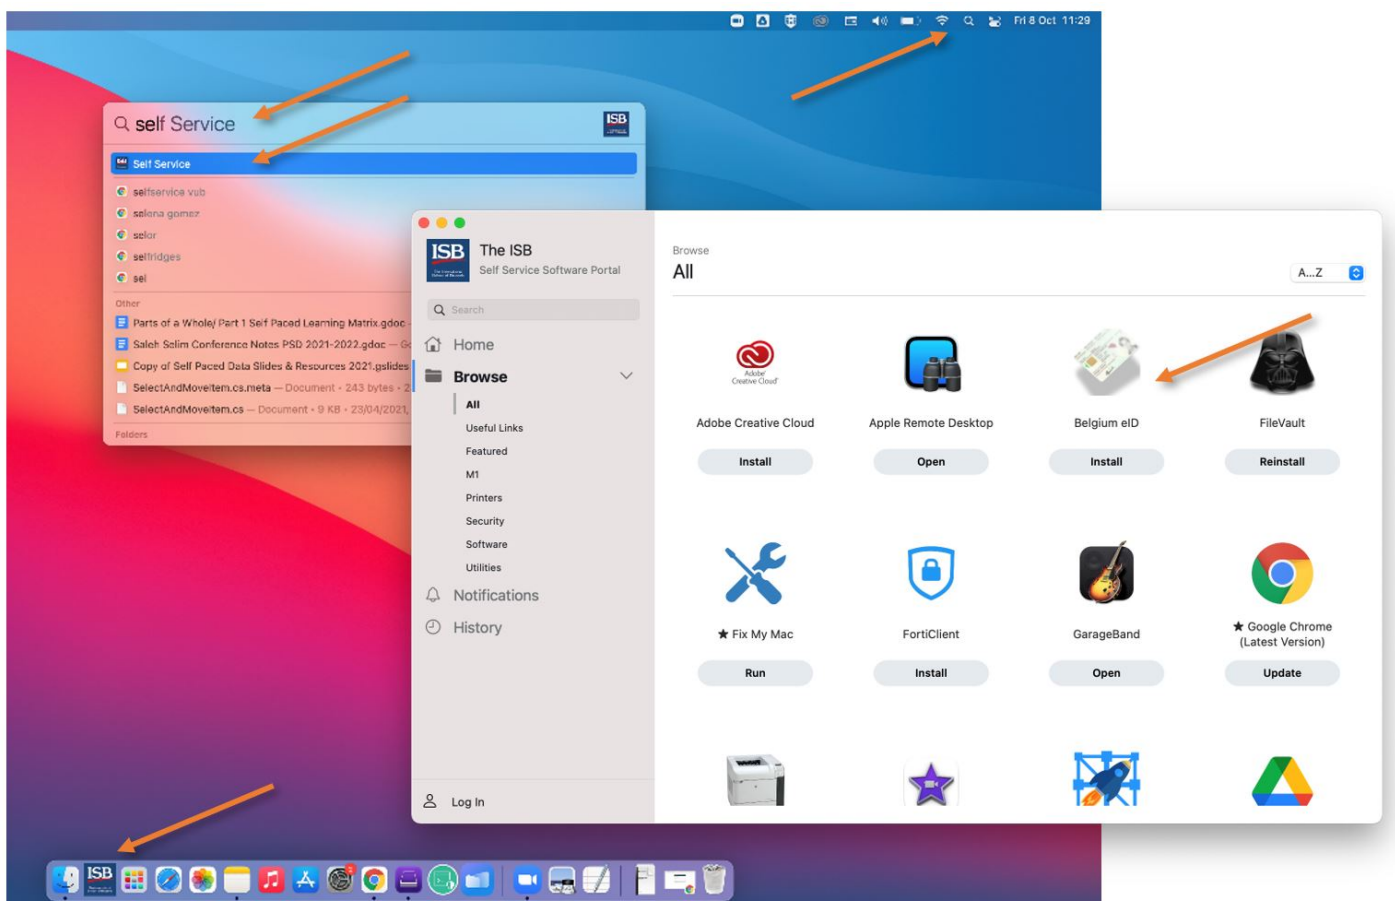 Fri 8 Oct 11:29
self Service
ISB
Self Service
selfservice vub
selena gomez
selor
selfridges
sel
Other
Parts of a Whole/ Part 1 Self Paced Learning Matrix.gdoc
Saleh Selim Conference Notes PSD 2021-2022.gdoc — G
Copy of Self Paced Data Slides & Resources 2021.gslides
SelectAndMoveItem.cs.meta — Document • 243 bytes • 2
SelectAndMoveItem.cs — Document • 9 KB • 23/04/2021,
Folders
ISB
The ISB
Self Service Software Portal
Search
Home
Browse
All
Useful Links
Featured
M1
Printers
Security
Software
Utilities
Notifications
History
Log In
Browse
All
A...Z
Adobe
Creative Cloud
Adobe Creative Cloud
Apple Remote Desktop
Belgium eID
FileVault
Install
Open
Install
Reinstall
★ Fix My Mac
FortiClient
GarageBand
★ Google Chrome
(Latest Version)
Run
Install
Open
Update
ISB